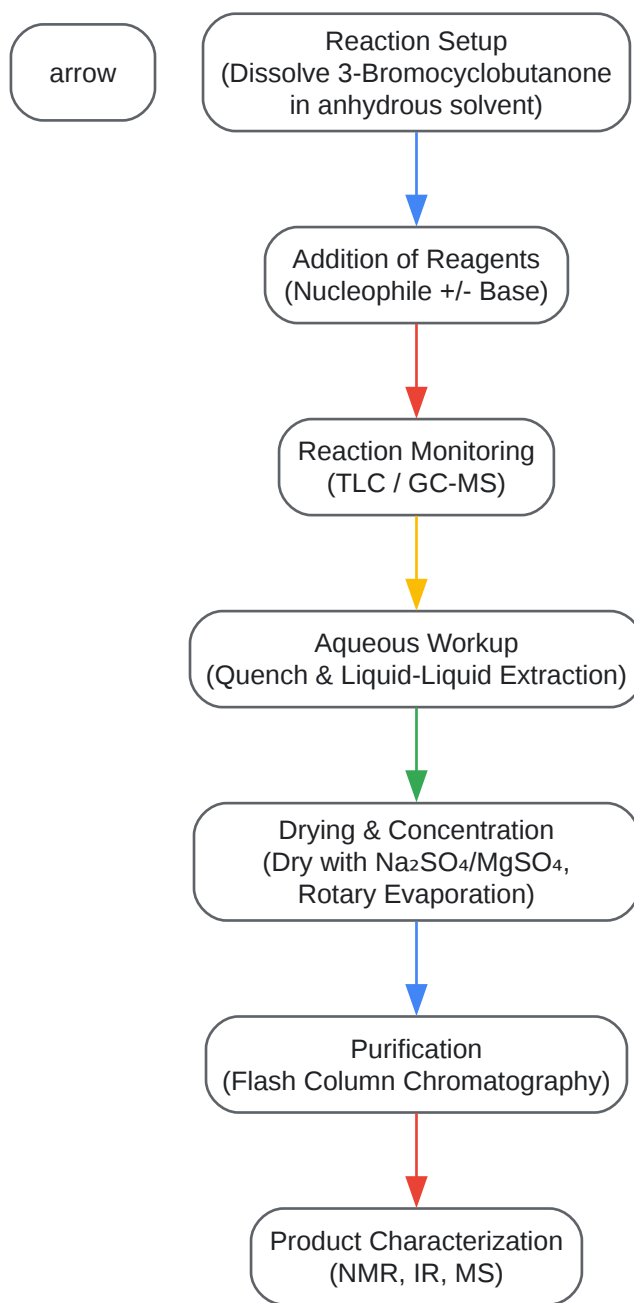 arrow
Reaction Setup
(Dissolve 3-Bromocyclobutanone
in anhydrous solvent)
Addition of Reagents
(Nucleophile +/- Base)
Reaction Monitoring
(TLC / GC-MS)
Aqueous Workup
(Quench & Liquid-Liquid Extraction)
Drying & Concentration
(Dry with Na₂SO₄/MgSO₄,
Rotary Evaporation)
Purification
(Flash Column Chromatography)
Product Characterization
(NMR, IR, MS)